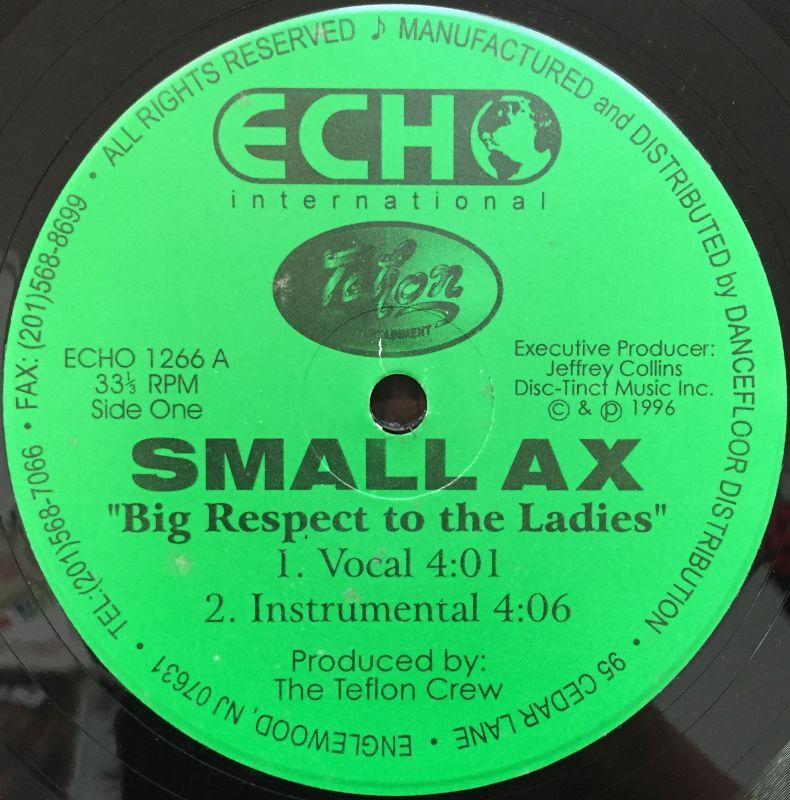 ECHO
international
Teflon
ECHO 1266 A
33⅓ RPM
Side One
Executive Producer:
Jeffrey Collins
Disc-Tinct Music Inc.
© & ℗ 1996
SMALL AX
"Big Respect to the Ladies"
1. Vocal 4:01
2. Instrumental 4:06
Produced by:
The Teflon Crew
ALL RIGHTS RESERVED ♪ MANUFACTURED and DISTRIBUTED by DANCEFLOOR DISTRIBUTION • 95 CEDAR LANE • ENGLEWOOD, NJ 07631 • TEL:(201)568-7066 • FAX: (201)568-8699 •